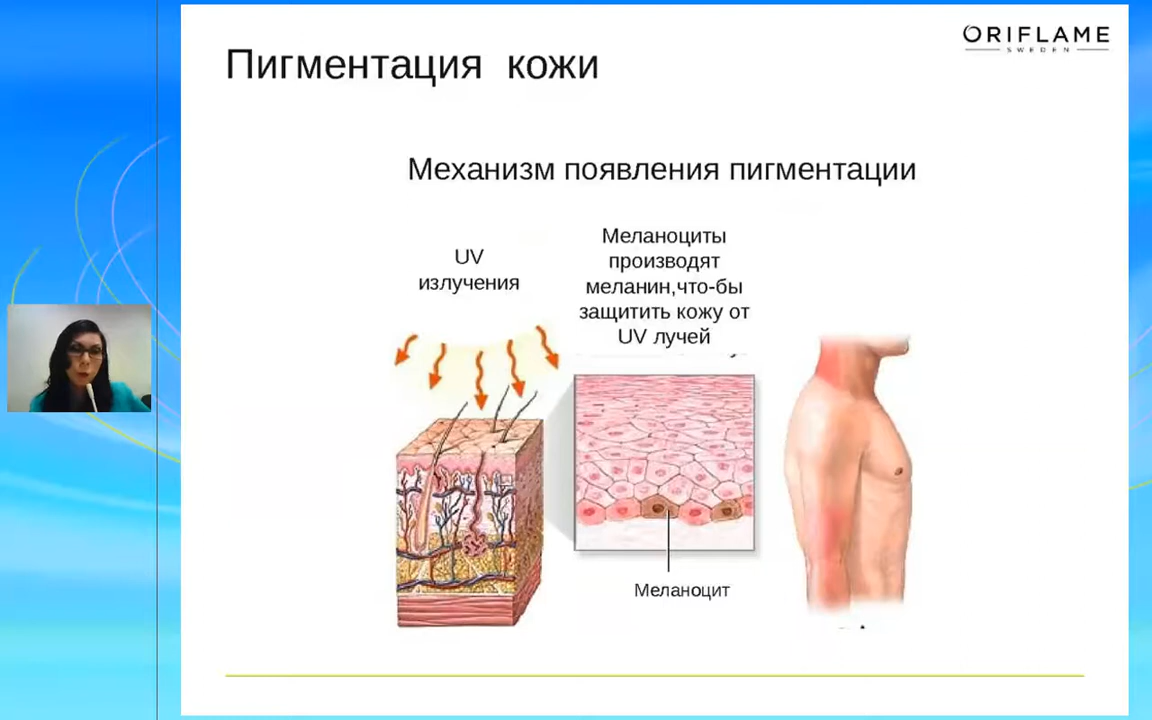 ORIFLAME
SWEDEN
Пигментация кожи
Механизм появления пигментации
UV
излучения
Меланоциты
производят
меланин,что-бы
защитить кожу от
UV лучей
Меланоцит